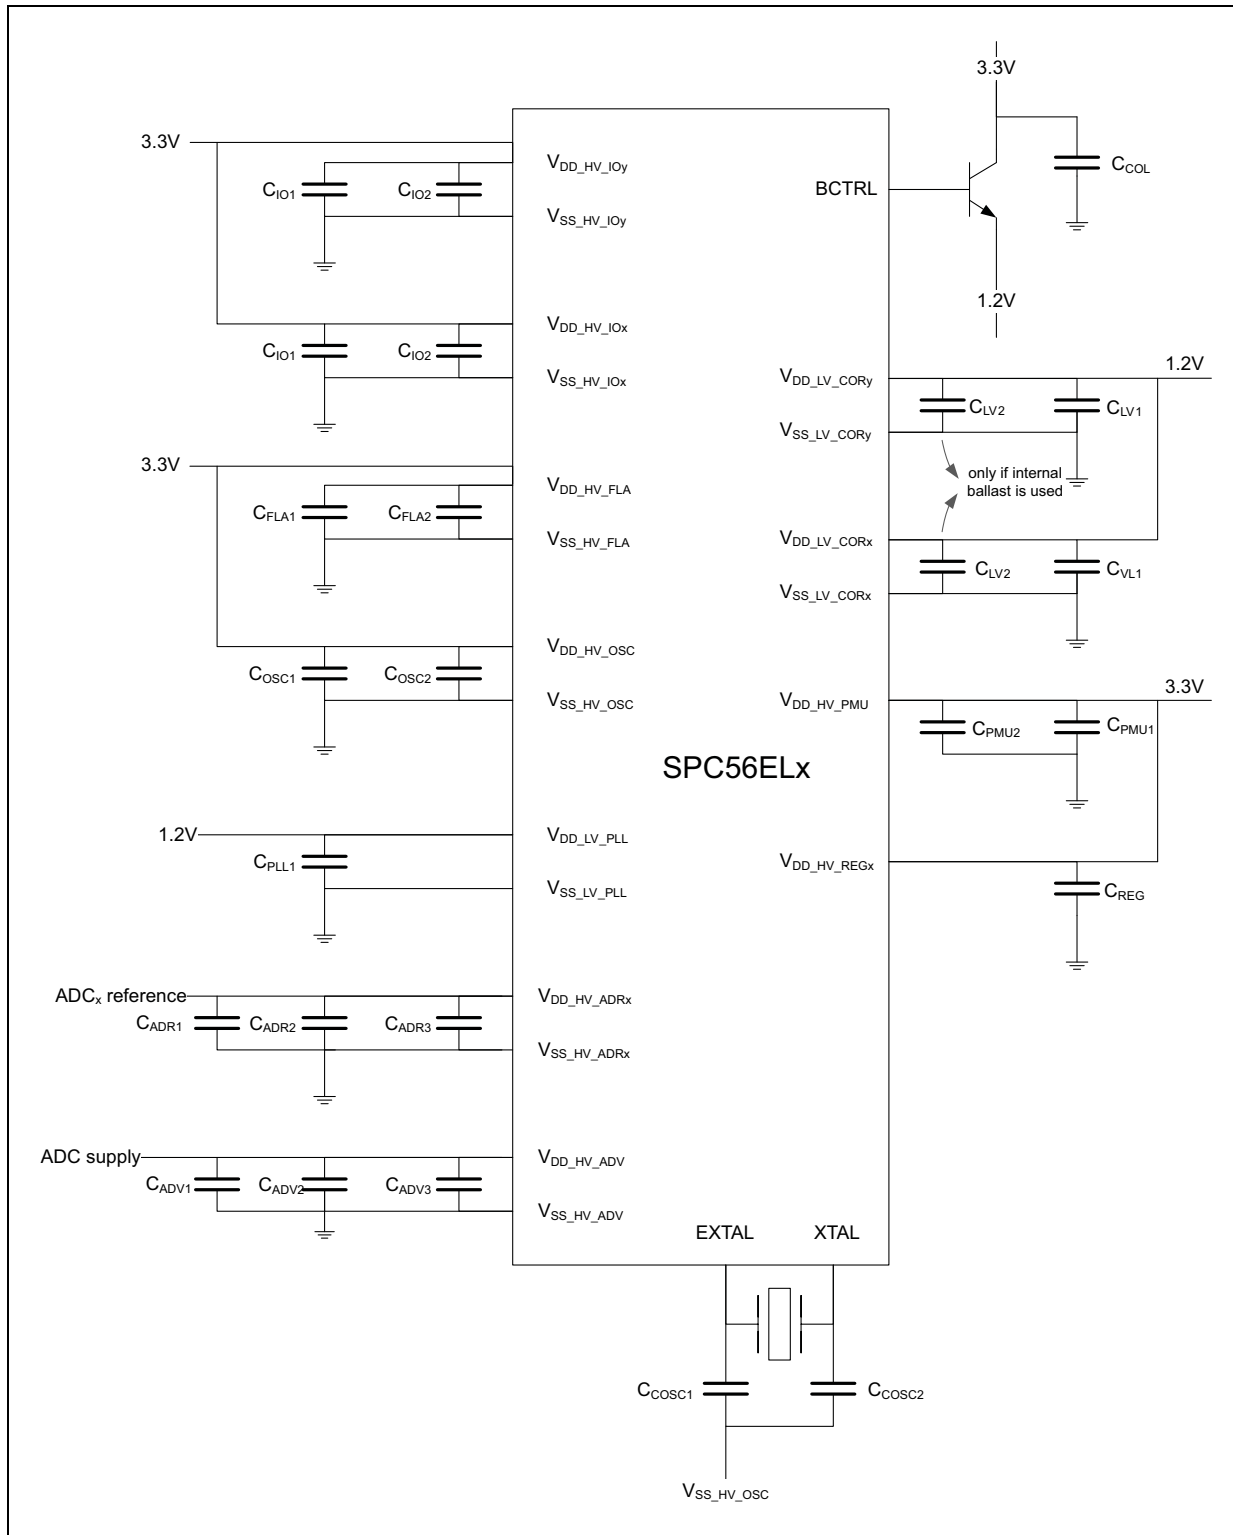 3.3V
3.3V
V_DD_HV_IOy
C_IO1
C_IO2
V_SS_HV_IOy
V_DD_HV_IOx
C_IO1
C_IO2
V_SS_HV_IOx
3.3V
V_DD_HV_FLA
C_FLA1
C_FLA2
V_SS_HV_FLA
V_DD_HV_OSC
C_OSC1
C_OSC2
V_SS_HV_OSC
1.2V
V_DD_LV_PLL
C_PLL1
V_SS_LV_PLL
ADCx reference
V_DD_HV_ADRx
C_ADR1
C_ADR2
C_ADR3
V_SS_HV_ADRx
ADC supply
V_DD_HV_ADV
C_ADV1
C_ADV2
C_ADV3
V_SS_HV_ADV
SPC56ELx
BCTRL
C_COL
1.2V
V_DD_LV_CORy
1.2V
C_LV2
C_LV1
V_SS_LV_CORy
only if internal
ballast is used
V_DD_LV_CORx
C_LV2
C_VL1
V_SS_LV_CORx
V_DD_HV_PMU
3.3V
C_PMU2
C_PMU1
V_DD_HV_REGx
C_REG
EXTAL
XTAL
C_COSC1
C_COSC2
V_SS_HV_OSC